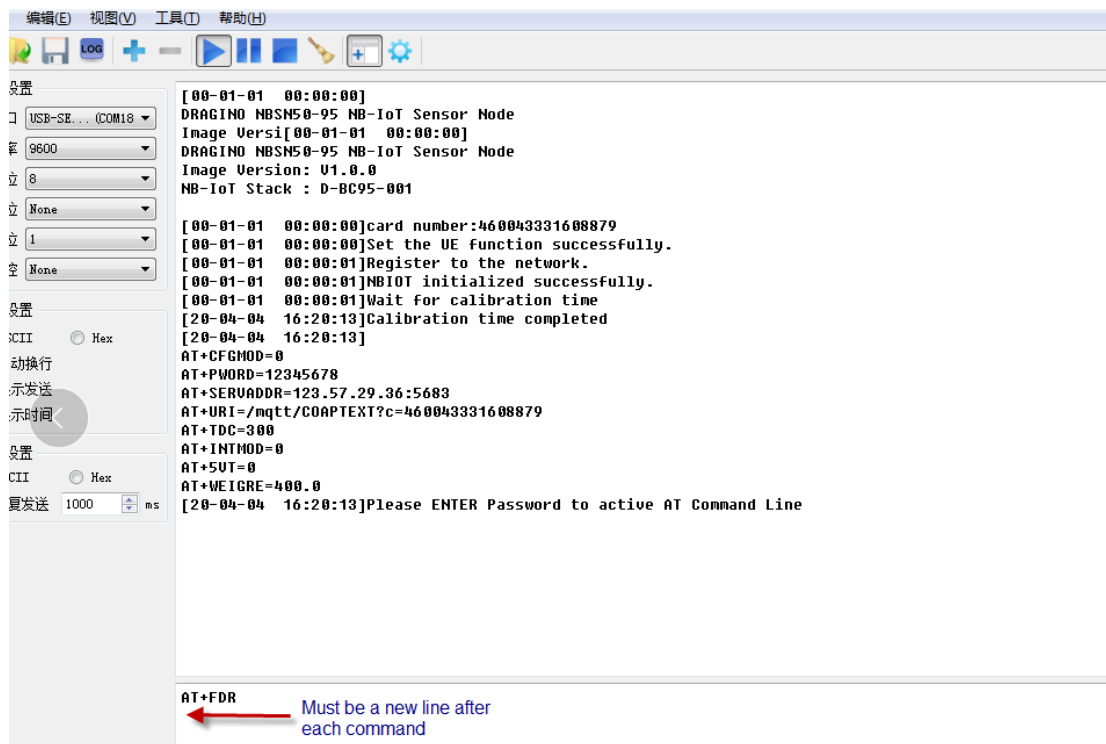 编辑(E) 视图(V) 工具(T) 帮助(H)
LOG
设置
口 USB-SE... (COM18
率 9600
位 8
位 None
位 1
控 None
设置
SCII Hex
动换行
示发送
示时间
设置
CII Hex
复发送 1000 ms
[00-01-01 00:00:00]
DRAGINO NBSN50-95 NB-IoT Sensor Node
Image Versi[00-01-01 00:00:00]
DRAGINO NBSN50-95 NB-IoT Sensor Node
Image Version: V1.0.0
NB-IoT Stack : D-BC95-001
[00-01-01 00:00:00]card number:460043331608879
[00-01-01 00:00:00]Set the UE function successfully.
[00-01-01 00:00:01]Register to the network.
[00-01-01 00:00:01]NBIOT initialized successfully.
[00-01-01 00:00:01]Wait for calibration time
[20-04-04 16:20:13]Calibration time completed
[20-04-04 16:20:13]
AT+CFGMOD=0
AT+PWORD=12345678
AT+SERVADDR=123.57.29.36:5683
AT+URI=/mqtt/COAPTEXT?c=460043331608879
AT+TDC=300
AT+INTMOD=0
AT+5VT=0
AT+WEIGRE=400.0
[20-04-04 16:20:13]Please ENTER Password to active AT Command Line
AT+FDR
Must be a new line after
each command